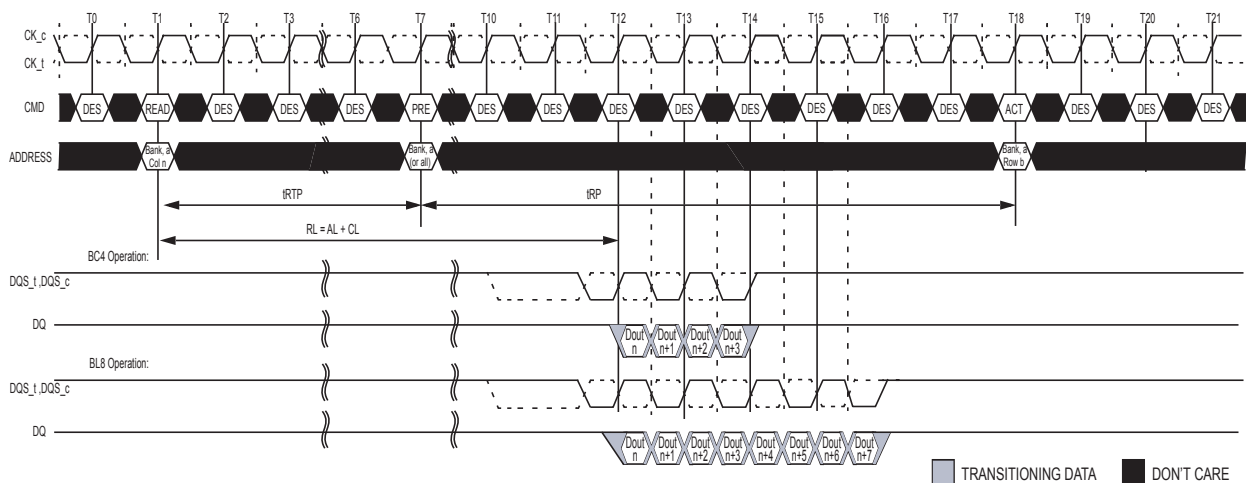 T0 T1 T2 T3 T6 T7 T10 T11 T12 T13 T14 T15 T16 T17 T18 T19 T20 T21
CK_c
CK_t
CMD DES READ DES DES DES PRE DES DES DES DES DES DES DES DES ACT DES DES DES
ADDRESS Bank, a Bank, a Bank, a
Col n (or all) Row b
tRTP tRP
RL = AL + CL
BC4 Operation:
DQS_t ,DQS_c
DQ Dout Dout Dout Dout
n n+1 n+2 n+3
BL8 Operation:
DQS_t ,DQS_c
DQ Dout Dout Dout Dout Dout Dout Dout Dout
n n+1 n+2 n+3 n+4 n+5 n+6 n+7
TRANSITIONING DATA DON'T CARE